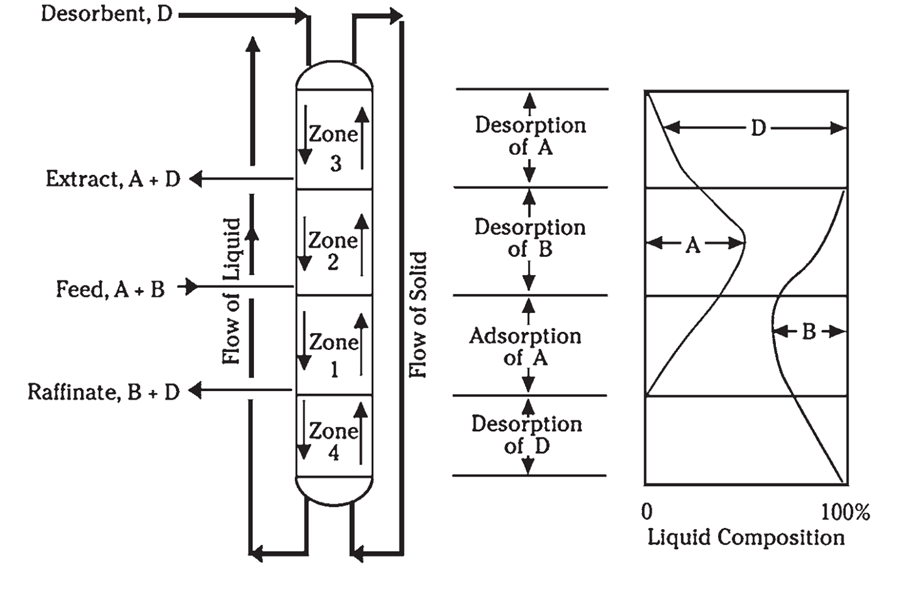 Desorbent, D
Extract, A + D
Feed, A + B
Raffinate, B + D
Flow of Liquid
Zone
3
Zone
2
Zone
1
Zone
4
Flow of Solid
Desorption
of A
Desorption
of B
Adsorption
of A
Desorption
of D
D
A
B
0
100%
Liquid Composition